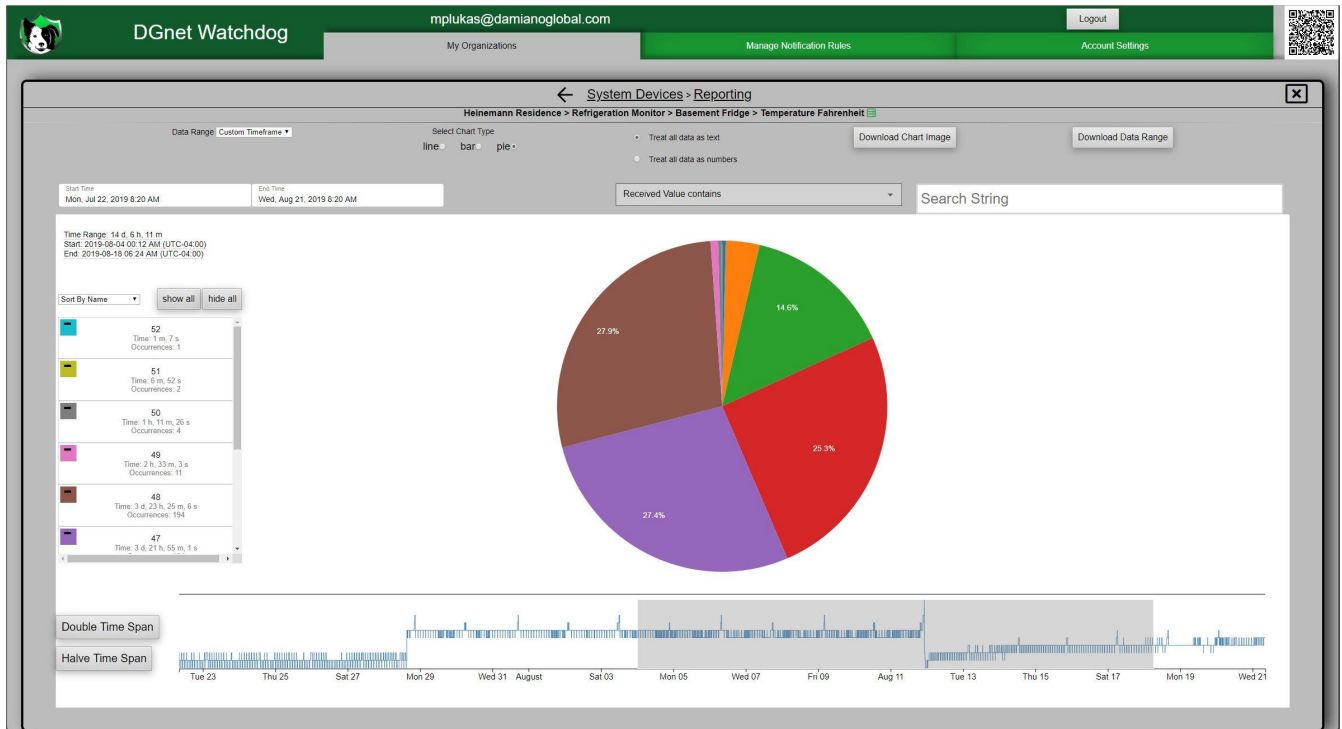 DGnet Watchdog
mplukas@damianoglobal.com
Logout
My Organizations
Manage Notification Rules
Account Settings
System Devices > Reporting
Heinemann Residence > Refrigeration Monitor > Basement Fridge > Temperature Fahrenheit
Data Range Custom Timeframe
Select Chart Type
line bar pie
Treat all data as text
Treat all data as numbers
Download Chart Image
Download Data Range
Start Time
Mon, Jul 22, 2019 8:20 AM
End Time
Wed, Aug 21, 2019 8:20 AM
Received Value contains
Search String
Time Range: 14 d, 6 h, 11 m
Start: 2019-08-04 00:12 AM (UTC-04:00)
End: 2019-08-18 06:24 AM (UTC-04:00)
Sort By Name
show all
hide all
52
Time: 1 m, 7 s
Occurrences: 1
51
Time: 6 m, 52 s
Occurrences: 2
50
Time: 1 h, 11 m, 26 s
Occurrences: 4
49
Time: 2 h, 33 m, 3 s
Occurrences: 11
48
Time: 3 d, 23 h, 25 m, 6 s
Occurrences: 194
47
Time: 3 d, 21 h, 55 m, 1 s
14.6%
27.9%
25.3%
27.4%
Double Time Span
Halve Time Span
Tue 23 Thu 25 Sat 27 Mon 29 Wed 31 August Sat 03 Mon 05 Wed 07 Fri 09 Aug 11 Tue 13 Thu 15 Sat 17 Mon 19 Wed 21